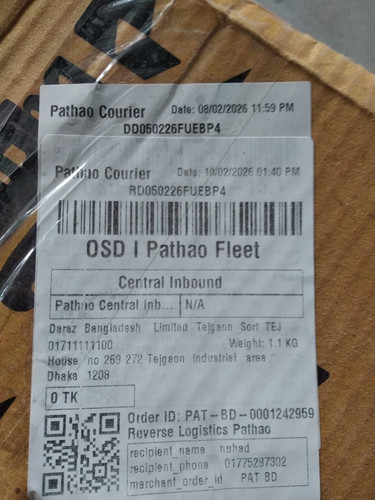 Pathao Courier Date: 08/02/2026 11:59 PM
DD050226FUEBP4
Pathao Courier Date: 10/02/2026 01:40 PM
RD050226FUEBP4
OSD | Pathao Fleet
Central Inbound
Pathao Central Inb... N/A
Daraz Bangladesh Limited Tejgaon Sort TEJ
01711111100 Weight: 1.1 KG
House no 269 272 Tejgaon Industrial area
Dhaka 1208
0 TK
Order ID: PAT-BD-0001242959
Reverse Logistics Pathao
recipient_name nuhad
recipient_phone 01775297302
merchant_order_id PAT BD